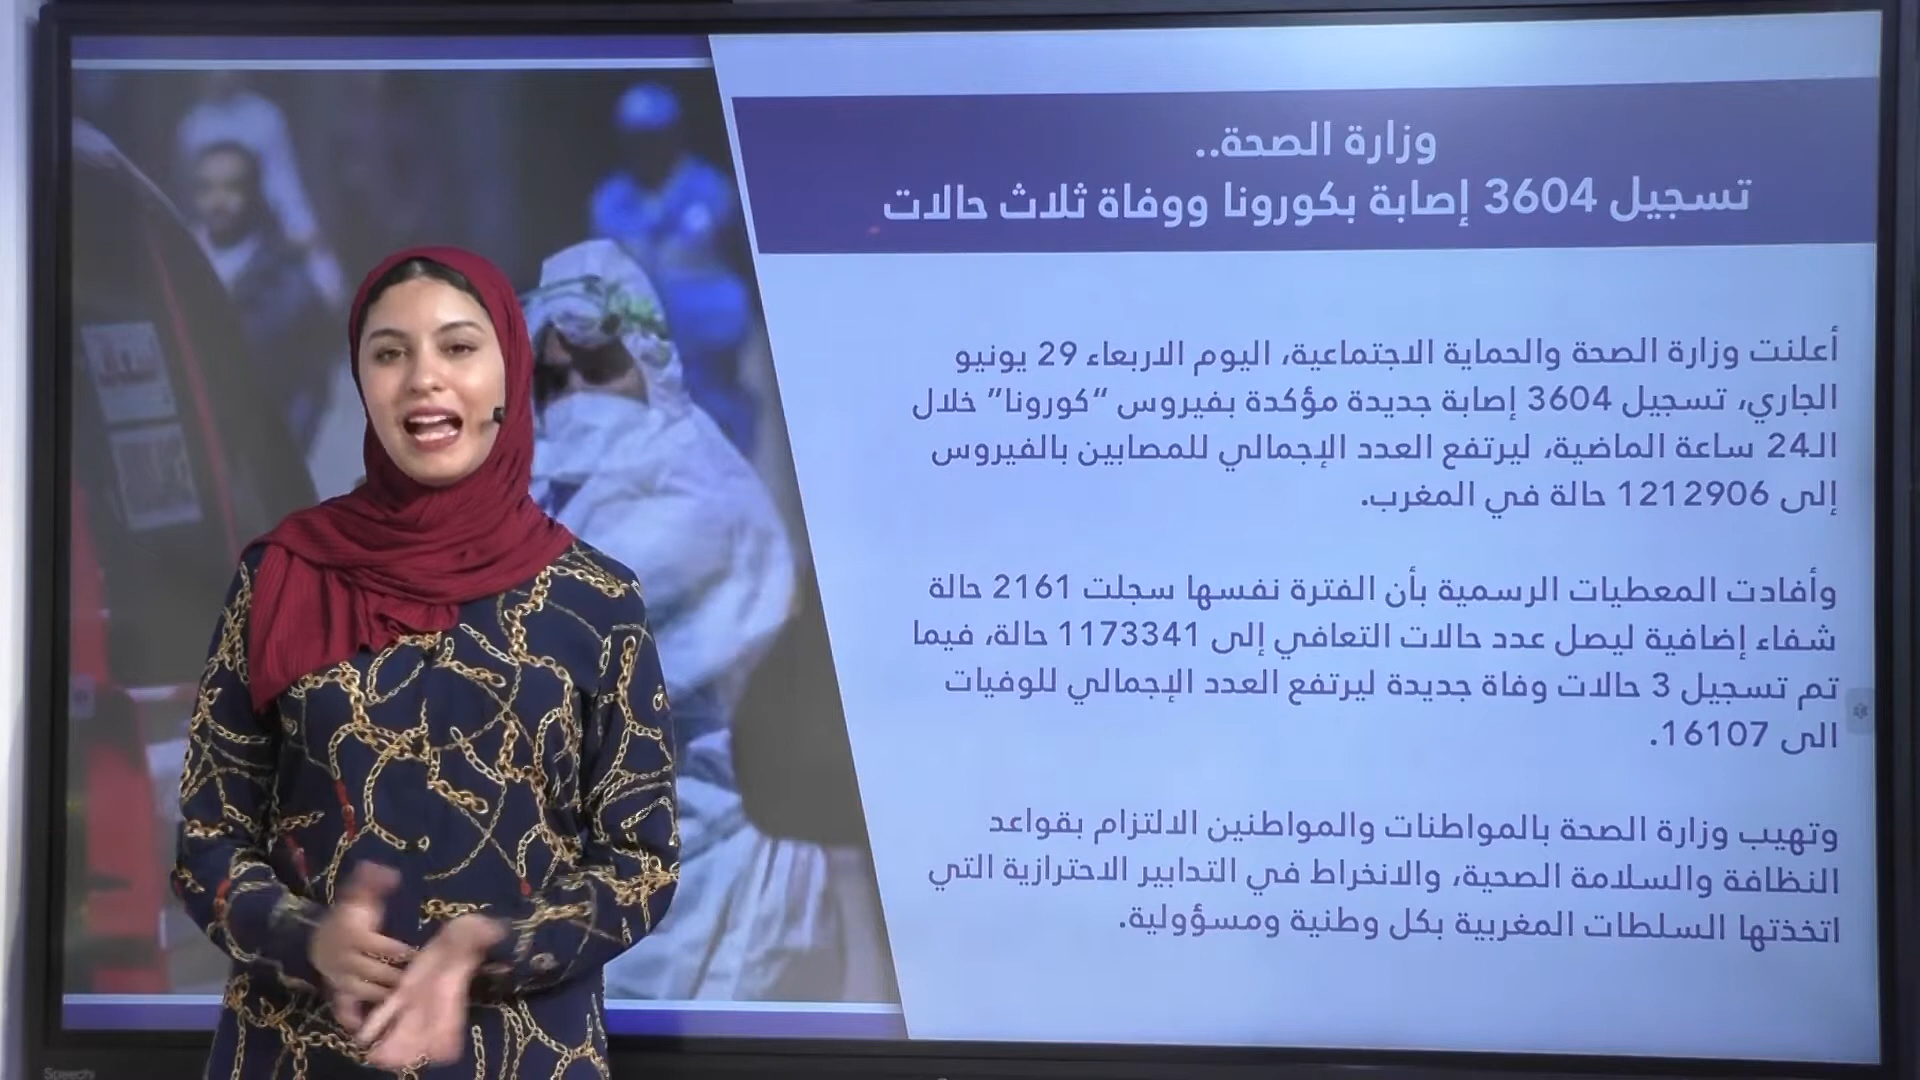 وزارة الصحة..
تسجيل 3604 إصابة بكورونا ووفاة ثلاث حالات
أعلنت وزارة الصحة والحماية الاجتماعية، اليوم الاربعاء 29 يونيو
الجاري، تسجيل 3604 إصابة جديدة مؤكدة بفيروس “كورونا” خلال
الـ24 ساعة الماضية، ليرتفع العدد الإجمالي للمصابين بالفيروس
إلى 1212906 حالة في المغرب.
وأفادت المعطيات الرسمية بأن الفترة نفسها سجلت 2161 حالة
شفاء إضافية ليصل عدد حالات التعافي إلى 1173341 حالة، فيما
تم تسجيل 3 حالات وفاة جديدة ليرتفع العدد الإجمالي للوفيات
الى 16107.
وتهيب وزارة الصحة بالمواطنات والمواطنين الالتزام بقواعد
النظافة والسلامة الصحية، والانخراط في التدابير الاحترازية التي
اتخذتها السلطات المغربية بكل وطنية ومسؤولية.
Speechi